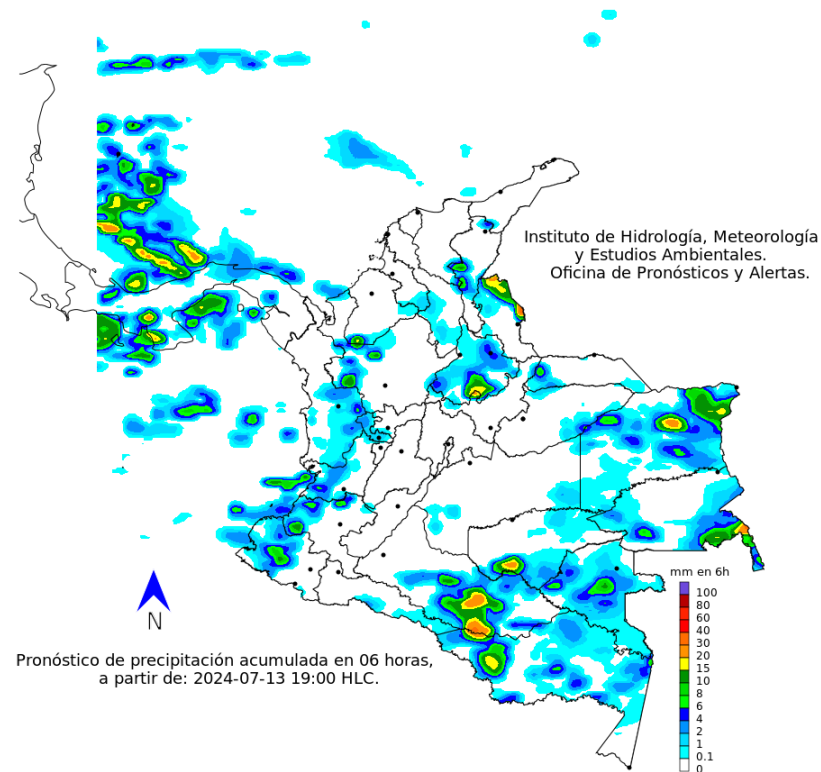 Instituto de Hidrología, Meteorología
y Estudios Ambientales.
Oficina de Pronósticos y Alertas.
N
Pronóstico de precipitación acumulada en 06 horas,
a partir de: 2024-07-13 19:00 HLC.
mm en 6h
100
80
60
40
30
20
15
10
8
6
4
2
1
0.1
0